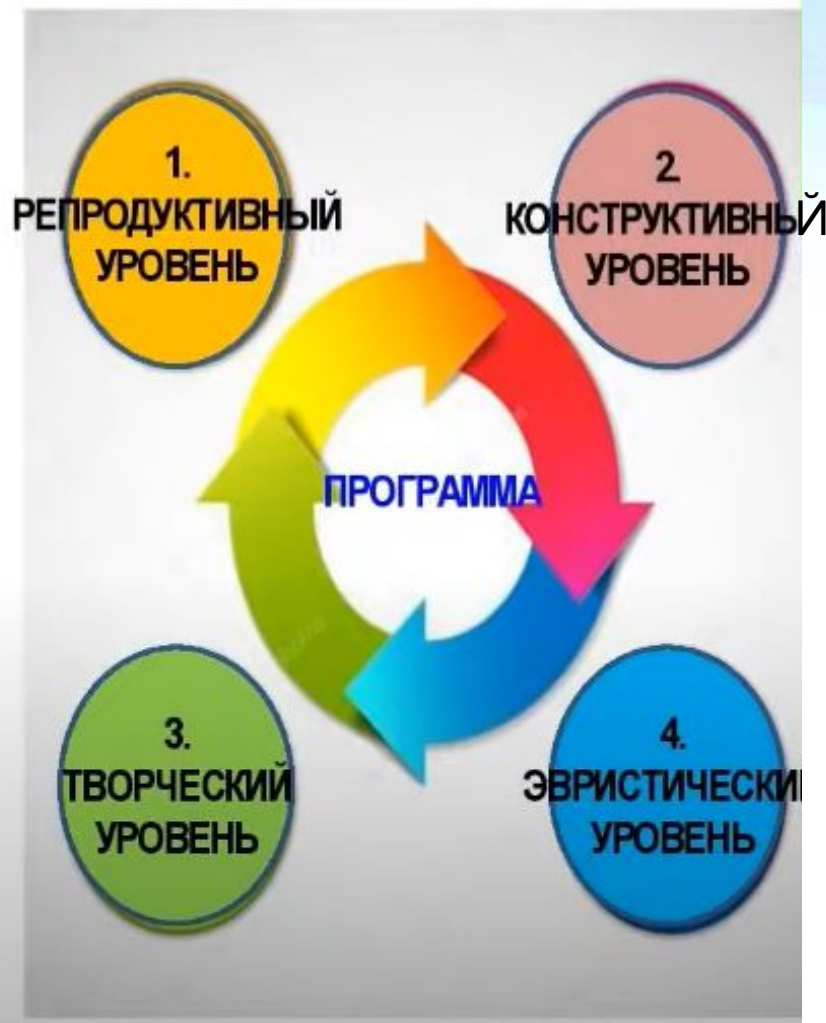 1.
РЕПРОДУКТИВНЫЙ
УРОВЕНЬ
2
КОНСТРУКТИВНЫЙ
УРОВЕНЬ
ПРОГРАММА
3.
ТВОРЧЕСКИЙ
УРОВЕНЬ
4.
ЭВРИСТИЧЕСКИ
УРОВЕНЬ